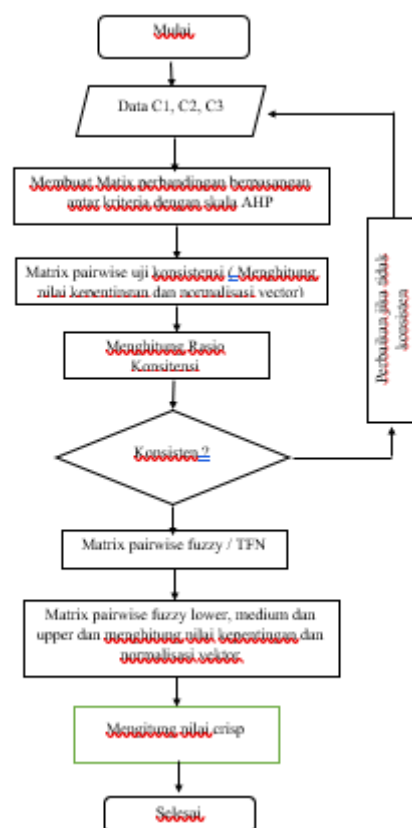 Mulai
Data C1, C2, C3
Membuat Matix perbandingan berpasangan
antar kriteria dengan skala AHP
Matrix pairwise uji konsistensi ( Menghitung
nilai kepentingan dan normalisasi vector)
Menghitung Rasio
Konsitensi
Konsisten ?
Perbaikan jika tidak
konsisten
Matrix pairwise fuzzy / TFN
Matrix pairwise fuzzy lower, medium dan
upper dan menghitung nilai kepentingan dan
normalisasi vektor
Mengitung nilai crisp
Selesai